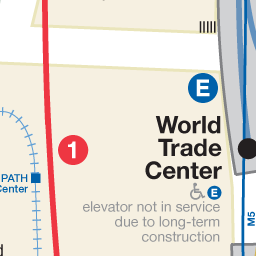 E
World
Trade
Center
E
elevator not in service
due to long-term
construction
1
PATH
Center
M5
d